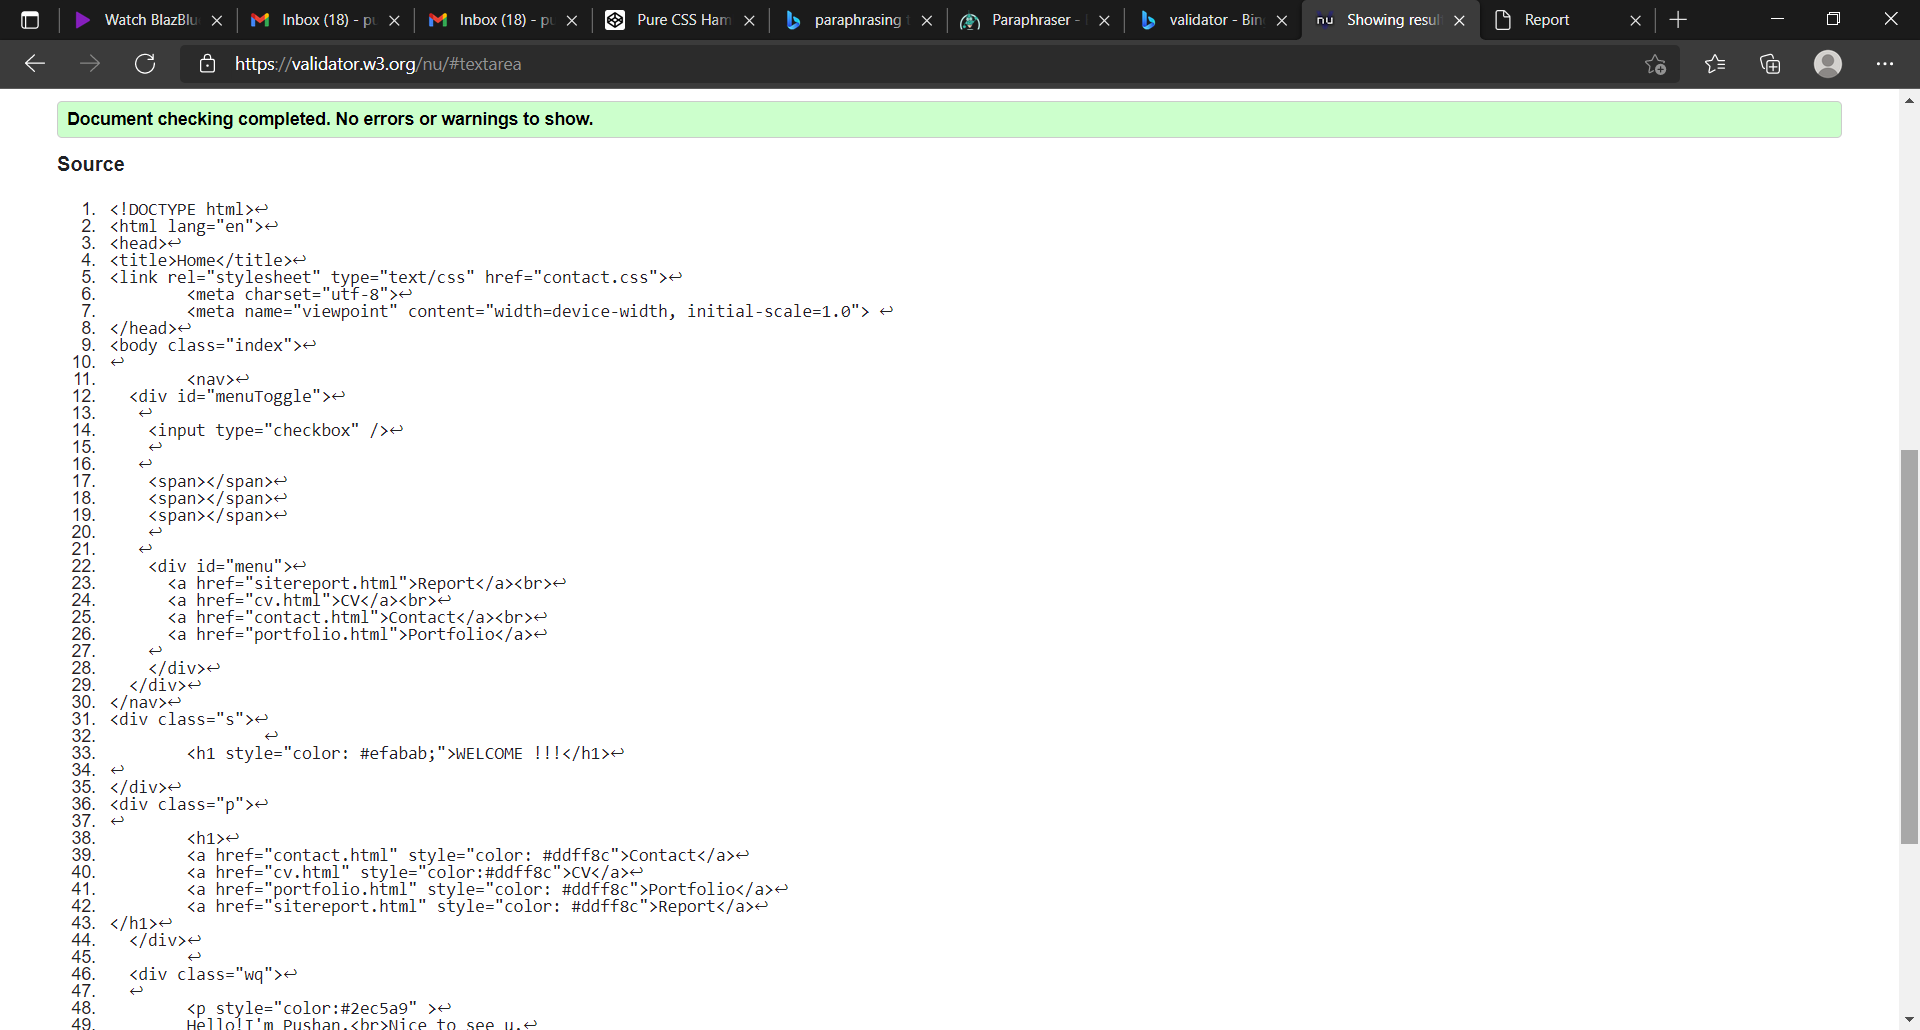 Watch BlazBlu
Inbox (18) - pu
Inbox (18) - pu
Pure CSS Ham
paraphrasing t
Paraphraser -
validator - Bin
nu Showing resul
Report
https://validator.w3.org/nu/#textarea
Document checking completed. No errors or warnings to show.
Source
1. <!DOCTYPE html>↩
2. <html lang="en">↩
3. <head>↩
4. <title>Home</title>↩
5. <link rel="stylesheet" type="text/css" href="contact.css">↩
6. <meta charset="utf-8">↩
7. <meta name="viewpoint" content="width=device-width, initial-scale=1.0"> ↩
8. </head>↩
9. <body class="index">↩
10. ↩
11. <nav>↩
12. <div id="menuToggle">↩
13. ↩
14. <input type="checkbox" />↩
15. ↩
16. ↩
17. <span></span>↩
18. <span></span>↩
19. <span></span>↩
20. ↩
21. ↩
22. <div id="menu">↩
23. <a href="sitereport.html">Report</a><br>↩
24. <a href="cv.html">CV</a><br>↩
25. <a href="contact.html">Contact</a><br>↩
26. <a href="portfolio.html">Portfolio</a>↩
27. ↩
28. </div>↩
29. </div>↩
30. </nav>↩
31. <div class="s">↩
32. ↩
33. <h1 style="color: #efabab;">WELCOME !!!</h1>↩
34. ↩
35. </div>↩
36. <div class="p">↩
37. ↩
38. <h1>↩
39. <a href="contact.html" style="color: #ddff8c">Contact</a>↩
40. <a href="cv.html" style="color:#ddff8c">CV</a>↩
41. <a href="portfolio.html" style="color: #ddff8c">Portfolio</a>↩
42. <a href="sitereport.html" style="color: #ddff8c">Report</a>↩
43. </h1>↩
44. </div>↩
45. ↩
46. <div class="wq">↩
47. ↩
48. <p style="color:#2ec5a9" >↩
49. Hello!I'm Pushan.<br>Nice to see u.↩